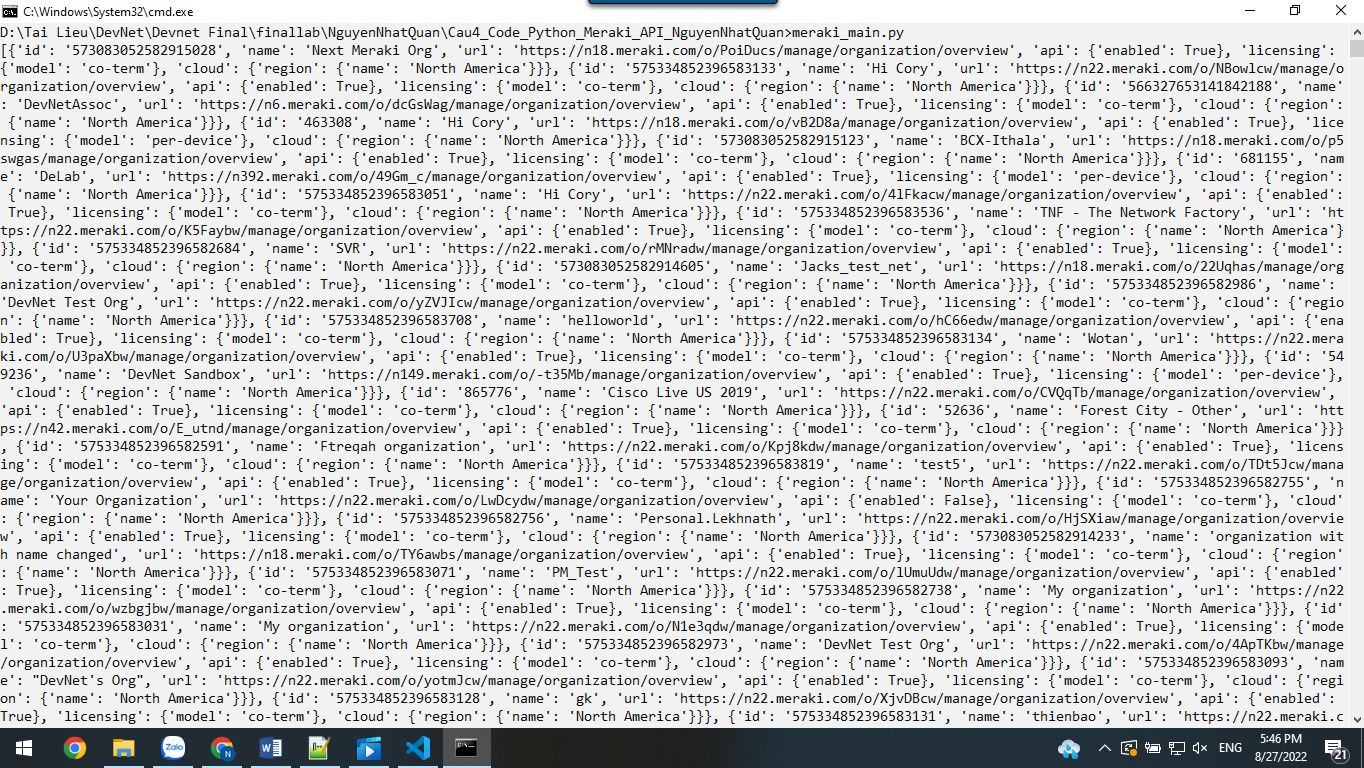 C:\Windows\System32\cmd.exe
D:\Tai Lieu\DevNet\Devnet Final\finallab\NguyenNhatQuan\Cau4_Code_Python_Meraki_API_NguyenNhatQuan>meraki_main.py
[{'id': '573083052582915028', 'name': 'Next Meraki Org', 'url': 'https://n18.meraki.com/o/PoiDucs/manage/organization/overview', 'api': {'enabled': True}, 'licensing':
{'model': 'co-term'}, 'cloud': {'region': {'name': 'North America'}}}, {'id': '575334852396583133', 'name': 'Hi Cory', 'url': 'https://n22.meraki.com/o/NBowlcw/manage/o
rganization/overview', 'api': {'enabled': True}, 'licensing': {'model': 'co-term'}, 'cloud': {'region': {'name': 'North America'}}}, {'id': '566327653141842188', 'name'
: 'DevNetAssoc', 'url': 'https://n6.meraki.com/o/dcGsWag/manage/organization/overview', 'api': {'enabled': True}, 'licensing': {'model': 'co-term'}, 'cloud': {'region':
 {'name': 'North America'}}}, {'id': '463308', 'name': 'Hi Cory', 'url': 'https://n18.meraki.com/o/vB2D8a/manage/organization/overview', 'api': {'enabled': True}, 'lice
nsing': {'model': 'per-device'}, 'cloud': {'region': {'name': 'North America'}}}, {'id': '573083052582915123', 'name': 'BCX-Ithala', 'url': 'https://n18.meraki.com/o/p5
swgas/manage/organization/overview', 'api': {'enabled': True}, 'licensing': {'model': 'co-term'}, 'cloud': {'region': {'name': 'North America'}}}, {'id': '681155', 'nam
e': 'DeLab', 'url': 'https://n392.meraki.com/o/49Gm_c/manage/organization/overview', 'api': {'enabled': True}, 'licensing': {'model': 'per-device'}, 'cloud': {'region':
 {'name': 'North America'}}}, {'id': '575334852396583051', 'name': 'Hi Cory', 'url': 'https://n22.meraki.com/o/4lFkacw/manage/organization/overview', 'api': {'enabled':
 True}, 'licensing': {'model': 'co-term'}, 'cloud': {'region': {'name': 'North America'}}}, {'id': '575334852396583536', 'name': 'TNF - The Network Factory', 'url': 'ht
tps://n22.meraki.com/o/K5Faybw/manage/organization/overview', 'api': {'enabled': True}, 'licensing': {'model': 'co-term'}, 'cloud': {'region': {'name': 'North America'}
}}, {'id': '575334852396582684', 'name': 'SVR', 'url': 'https://n22.meraki.com/o/rMNradw/manage/organization/overview', 'api': {'enabled': True}, 'licensing': {'model':
 'co-term'}, 'cloud': {'region': {'name': 'North America'}}}, {'id': '573083052582914605', 'name': 'Jacks_test_net', 'url': 'https://n18.meraki.com/o/22Uqhas/manage/org
anization/overview', 'api': {'enabled': True}, 'licensing': {'model': 'co-term'}, 'cloud': {'region': {'name': 'North America'}}}, {'id': '575334852396582986', 'name':
'DevNet Test Org', 'url': 'https://n22.meraki.com/o/yZVJIcw/manage/organization/overview', 'api': {'enabled': True}, 'licensing': {'model': 'co-term'}, 'cloud': {'regio
n': {'name': 'North America'}}}, {'id': '575334852396583708', 'name': 'helloworld', 'url': 'https://n22.meraki.com/o/hC66edw/manage/organization/overview', 'api': {'ena
bled': True}, 'licensing': {'model': 'co-term'}, 'cloud': {'region': {'name': 'North America'}}}, {'id': '575334852396583134', 'name': 'Wotan', 'url': 'https://n22.mera
ki.com/o/U3paXbw/manage/organization/overview', 'api': {'enabled': True}, 'licensing': {'model': 'co-term'}, 'cloud': {'region': {'name': 'North America'}}}, {'id': '54
9236', 'name': 'DevNet Sandbox', 'url': 'https://n149.meraki.com/o/-t35Mb/manage/organization/overview', 'api': {'enabled': True}, 'licensing': {'model': 'per-device'},
 'cloud': {'region': {'name': 'North America'}}}, {'id': '865776', 'name': 'Cisco Live US 2019', 'url': 'https://n22.meraki.com/o/CVQqTb/manage/organization/overview',
'api': {'enabled': True}, 'licensing': {'model': 'co-term'}, 'cloud': {'region': {'name': 'North America'}}}, {'id': '52636', 'name': 'Forest City - Other', 'url': 'htt
ps://n42.meraki.com/o/E_utnd/manage/organization/overview', 'api': {'enabled': True}, 'licensing': {'model': 'co-term'}, 'cloud': {'region': {'name': 'North America'}}}
, {'id': '575334852396582591', 'name': 'Ftreqah organization', 'url': 'https://n22.meraki.com/o/Kpj8kdw/manage/organization/overview', 'api': {'enabled': True}, 'licens
ing': {'model': 'co-term'}, 'cloud': {'region': {'name': 'North America'}}}, {'id': '575334852396583819', 'name': 'test5', 'url': 'https://n22.meraki.com/o/TDt5Jcw/mana
ge/organization/overview', 'api': {'enabled': True}, 'licensing': {'model': 'co-term'}, 'cloud': {'region': {'name': 'North America'}}}, {'id': '575334852396582755', 'n
ame': 'Your Organization', 'url': 'https://n22.meraki.com/o/LwDcydw/manage/organization/overview', 'api': {'enabled': False}, 'licensing': {'model': 'co-term'}, 'cloud'
: {'region': {'name': 'North America'}}}, {'id': '575334852396582756', 'name': 'Personal.Lekhnath', 'url': 'https://n22.meraki.com/o/HjSXiaw/manage/organization/overvie
w', 'api': {'enabled': True}, 'licensing': {'model': 'co-term'}, 'cloud': {'region': {'name': 'North America'}}}, {'id': '573083052582914233', 'name': 'organization wit
h name changed', 'url': 'https://n18.meraki.com/o/TY6awbs/manage/organization/overview', 'api': {'enabled': True}, 'licensing': {'model': 'co-term'}, 'cloud': {'region'
: {'name': 'North America'}}}, {'id': '575334852396583071', 'name': 'PM_Test', 'url': 'https://n22.meraki.com/o/lUmuUdw/manage/organization/overview', 'api': {'enabled'
: True}, 'licensing': {'model': 'co-term'}, 'cloud': {'region': {'name': 'North America'}}}, {'id': '575334852396582738', 'name': 'My organization', 'url': 'https://n22
.meraki.com/o/wzbgjbw/manage/organization/overview', 'api': {'enabled': True}, 'licensing': {'model': 'co-term'}, 'cloud': {'region': {'name': 'North America'}}}, {'id'
: '575334852396583031', 'name': 'My organization', 'url': 'https://n22.meraki.com/o/N1e3qdw/manage/organization/overview', 'api': {'enabled': True}, 'licensing': {'mode
l': 'co-term'}, 'cloud': {'region': {'name': 'North America'}}}, {'id': '575334852396582973', 'name': 'DevNet Test Org', 'url': 'https://n22.meraki.com/o/4ApTKbw/manage
/organization/overview', 'api': {'enabled': True}, 'licensing': {'model': 'co-term'}, 'cloud': {'region': {'name': 'North America'}}}, {'id': '575334852396583093', 'nam
e': "DevNet's Org", 'url': 'https://n22.meraki.com/o/yotmJcw/manage/organization/overview', 'api': {'enabled': True}, 'licensing': {'model': 'co-term'}, 'cloud': {'regi
on': {'name': 'North America'}}}, {'id': '575334852396583128', 'name': 'gk', 'url': 'https://n22.meraki.com/o/XjvDBcw/manage/organization/overview', 'api': {'enabled':
True}, 'licensing': {'model': 'co-term'}, 'cloud': {'region': {'name': 'North America'}}}, {'id': '575334852396583131', 'name': 'thienbao', 'url': 'https://n22.meraki.c
Zalo
N
ENG
5:46 PM
8/27/2022
21